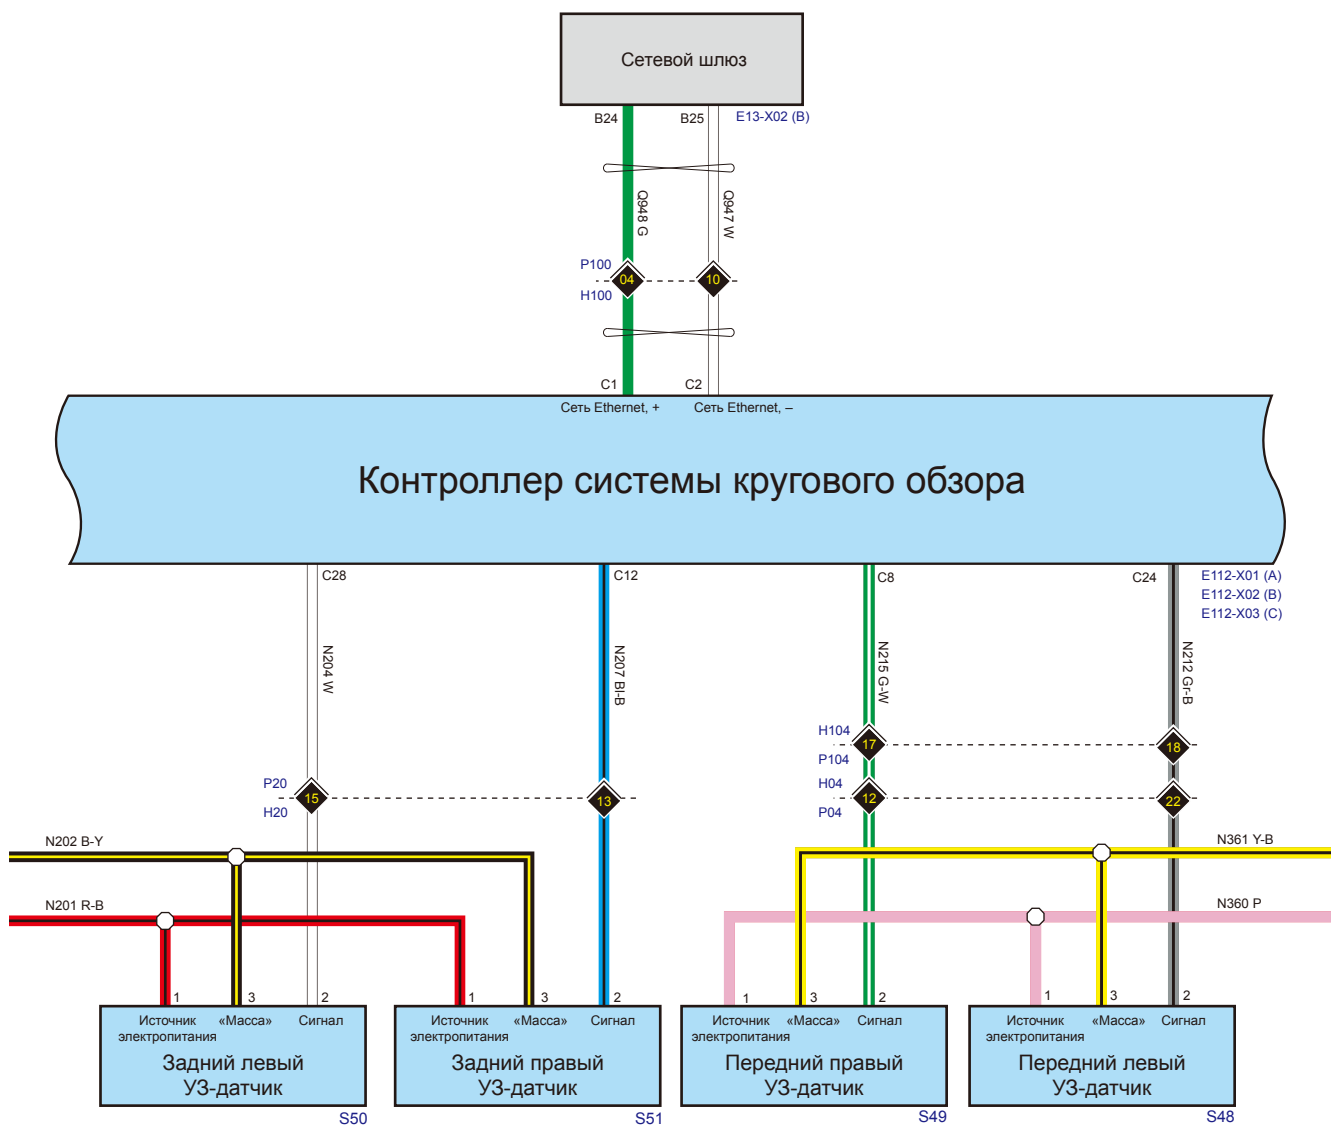 Сетевой шлюз
B24
B25
E13-X02 (B)
Q948 G
Q947 W
P100
04
10
H100
C1
C2
Сеть Ethernet, +
Сеть Ethernet, –
Контроллер системы кругового обзора
C28
C12
C8
C24
E112-X01 (A)
E112-X02 (B)
E112-X03 (C)
N204 W
N207 Bl-B
N215 G-W
N212 Gr-B
H104
17
18
P104
P20
15
13
H20
H04
12
22
P04
N202 B-Y
N361 Y-B
N201 R-B
N360 P
1
3
2
1
3
2
1
3
2
1
3
2
Источник электропитания
«Масса»
Сигнал
Задний левый
УЗ-датчик
S50
Источник электропитания
«Масса»
Сигнал
Задний правый
УЗ-датчик
S51
Источник электропитания
«Масса»
Сигнал
Передний правый
УЗ-датчик
S49
Источник электропитания
«Масса»
Сигнал
Передний левый
УЗ-датчик
S48